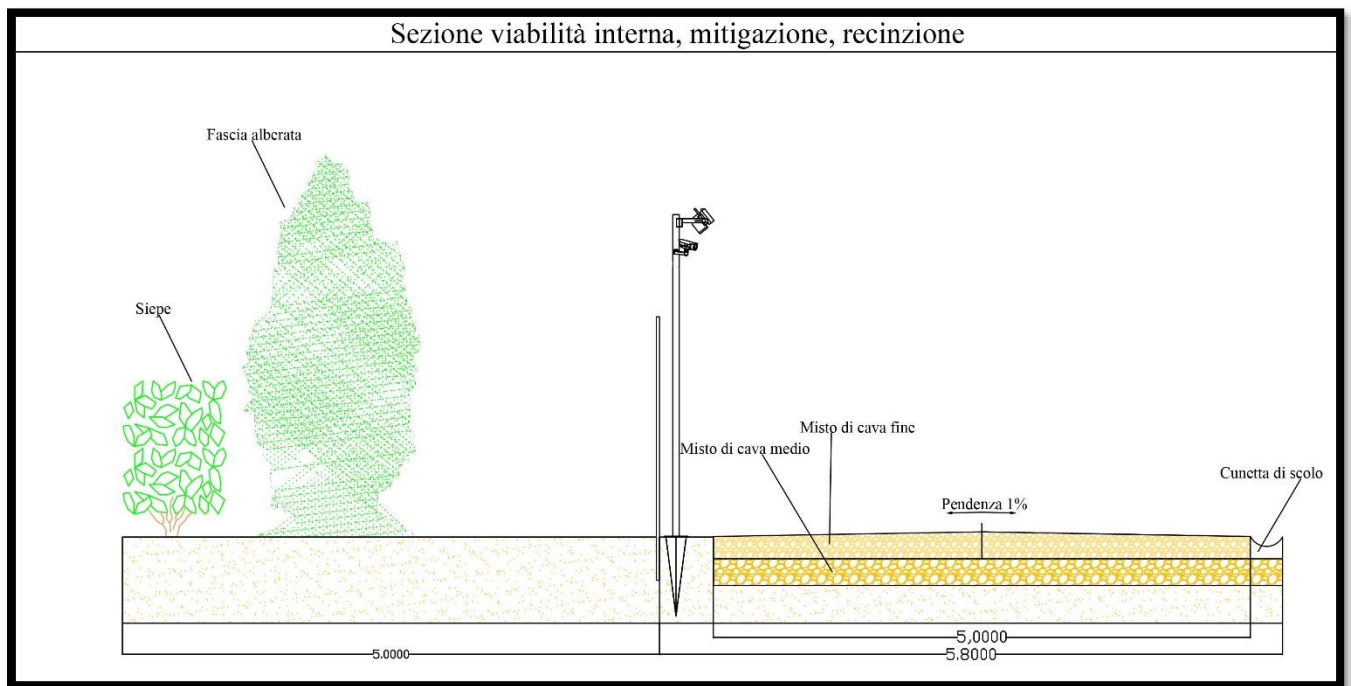 Sezione viabilità interna, mitigazione, recinzione
Fascia alberata
Siepe
Misto di cava fine
Misto di cava medio
Cunetta di scolo
Pendenza 1%
5,0000
5.0000
5.8000